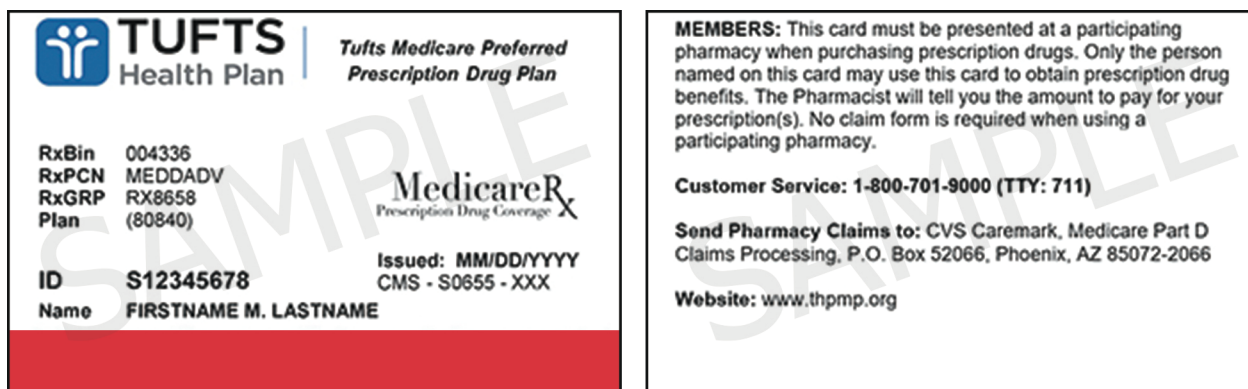 TUFTS
Health Plan
Tufts Medicare Preferred
Prescription Drug Plan
RxBin 004336
RxPCN MEDDADV
RxGRP RX8658
Plan (80840)
MedicareRx
Prescription Drug Coverage
ID S12345678
Name FIRSTNAME M. LASTNAME
Issued: MM/DD/YYYY
CMS - S0655 - XXX
SAMPLE
MEMBERS: This card must be presented at a participating
pharmacy when purchasing prescription drugs. Only the person
named on this card may use this card to obtain prescription drug
benefits. The Pharmacist will tell you the amount to pay for your
prescription(s). No claim form is required when using a
participating pharmacy.
Customer Service: 1-800-701-9000 (TTY: 711)
Send Pharmacy Claims to: CVS Caremark, Medicare Part D
Claims Processing, P.O. Box 52066, Phoenix, AZ 85072-2066
Website: www.thpmp.org
SAMPLE